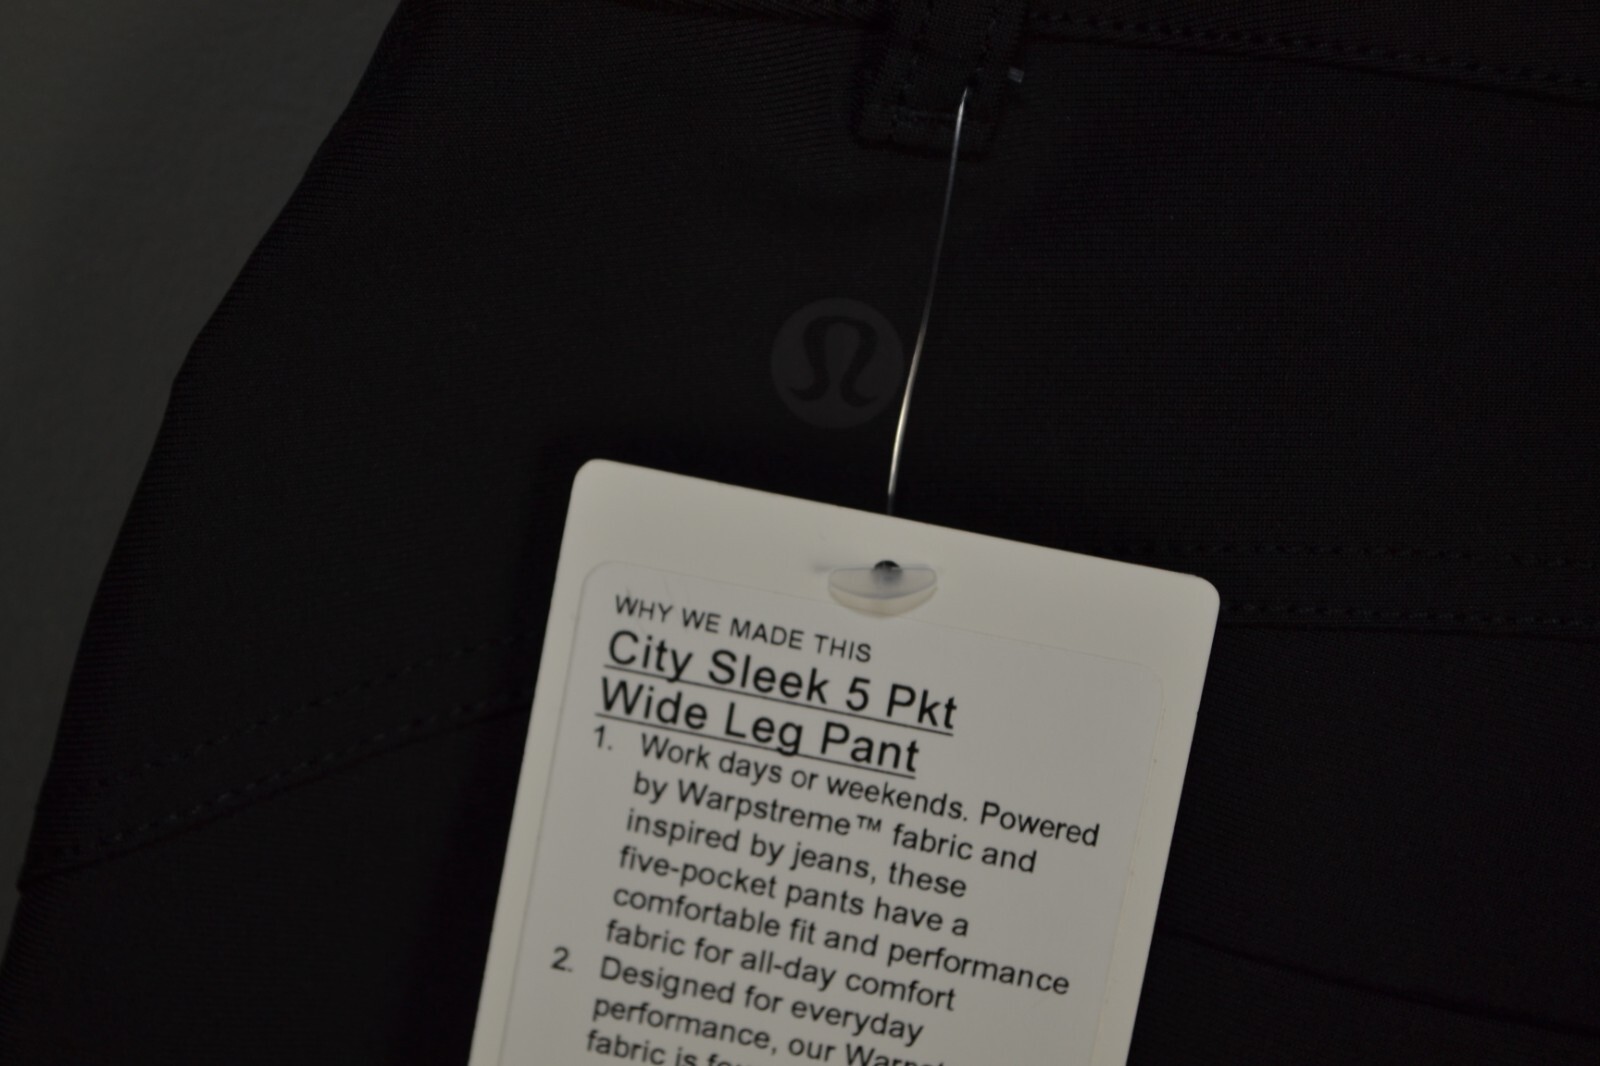 WHY WE MADE THIS
City Sleek 5 Pkt
Wide Leg Pant
1. Work days or weekends. Powered
by Warpstreme™ fabric and
inspired by jeans, these
five-pocket pants have a
comfortable fit and performance
fabric for all-day comfort
2. Designed for everyday
performance, our
fabric is